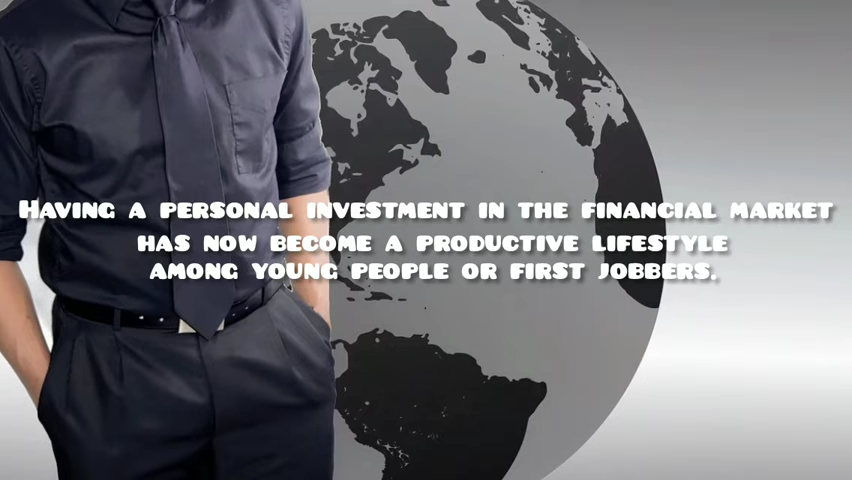 Having a personal investment in the financial market
has now become a productive lifestyle
among young people or first jobbers.